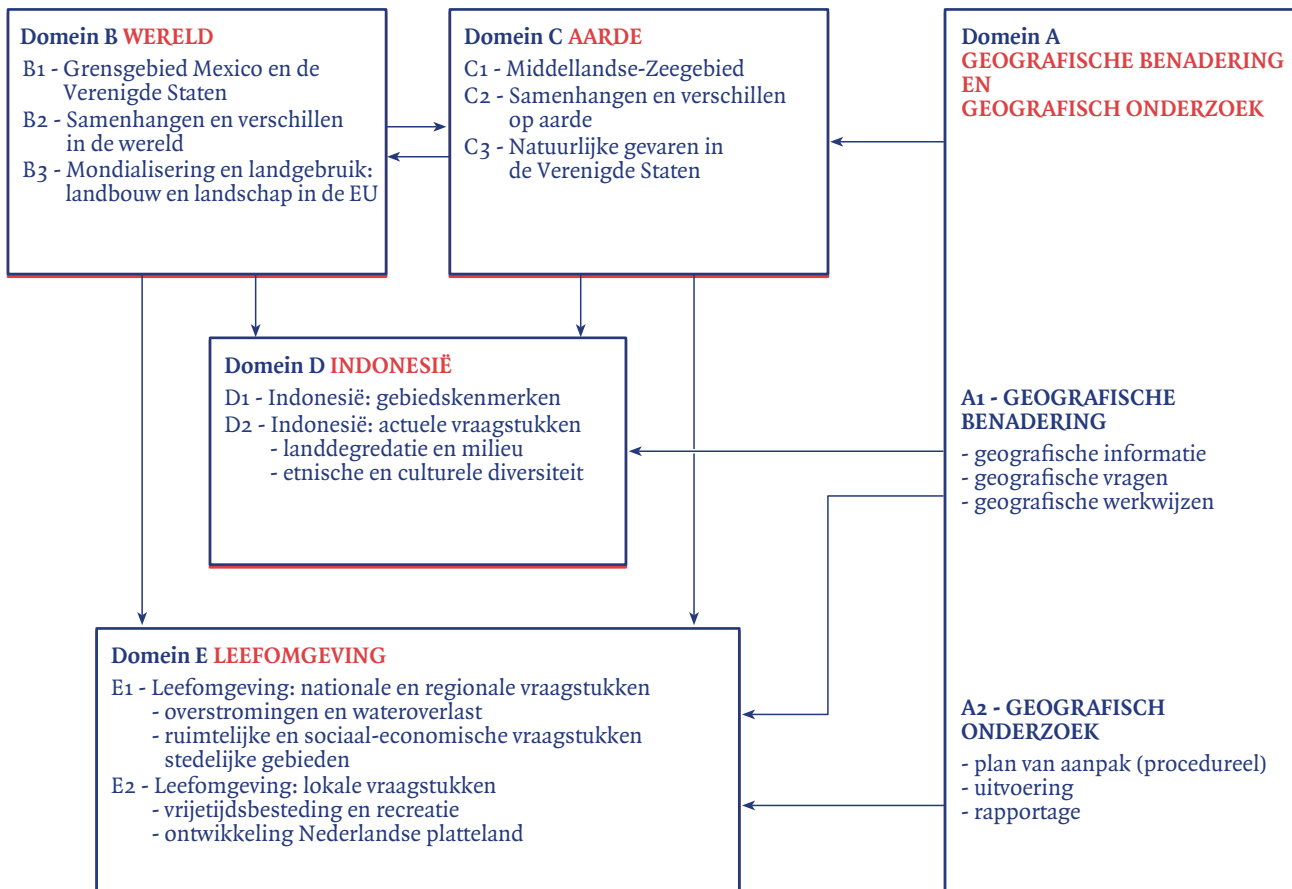 Domein B WERELD
B1 - Grensgebied Mexico en de
Verenigde Staten
B2 - Samenhangen en verschillen
in de wereld
B3 - Mondialisering en landgebruik:
landbouw en landschap in de EU
Domein C AARDE
C1 - Middellandse-Zeegebied
C2 - Samenhangen en verschillen
op aarde
C3 - Natuurlijke gevaren in
de Verenigde Staten
Domein A
GEOGRAFISCHE BENADERING
EN
GEOGRAFISCH ONDERZOEK
Domein D INDONESIË
D1 - Indonesië: gebiedskenmerken
D2 - Indonesië: actuele vraagstukken
- landdegredatie en milieu
- etnische en culturele diversiteit
A1 - GEOGRAFISCHE
BENADERING
- geografische informatie
- geografische vragen
- geografische werkwijzen
Domein E LEEFOMGEVING
E1 - Leefomgeving: nationale en regionale vraagstukken
- overstromingen en wateroverlast
- ruimtelijke en sociaal-economische vraagstukken
stedelijke gebieden
E2 - Leefomgeving: lokale vraagstukken
- vrijetijdsbesteding en recreatie
- ontwikkeling Nederlandse platteland
A2 - GEOGRAFISCH
ONDERZOEK
- plan van aanpak (procedureel)
- uitvoering
- rapportage